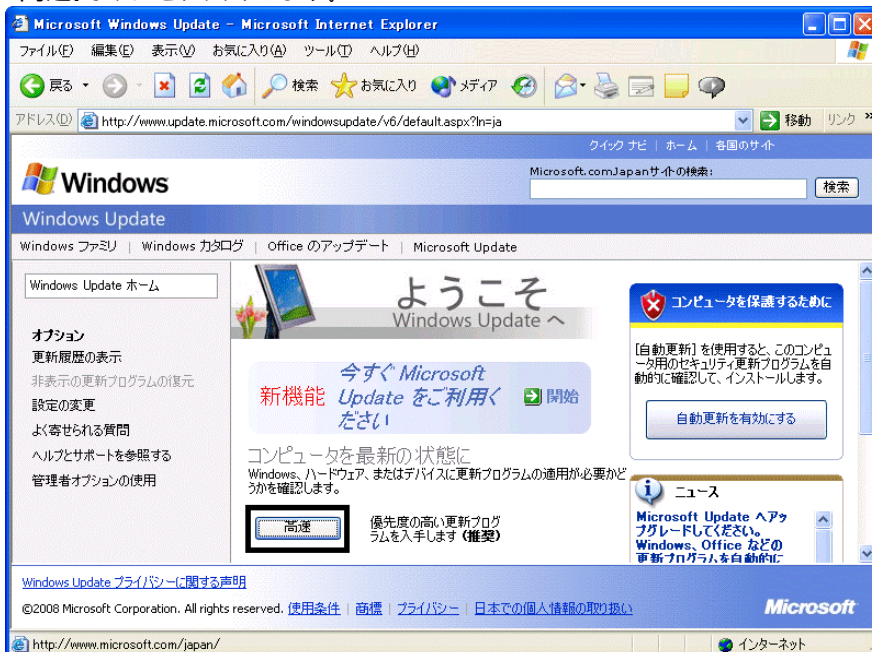 Microsoft Windows Update - Microsoft Internet Explorer
ファイル(F) 編集(E) 表示(V) お気に入り(A) ツール(T) ヘルプ(H)
戻る 検索 お気に入り メディア
アドレス(D) http://www.update.microsoft.com/windowsupdate/v6/default.aspx?ln=ja 移動 リンク »
クイック ナビ | ホーム | 各国のサイト
Windows
Microsoft.comJapanサイトの検索:
検索
Windows Update
Windows ファミリ | Windows カタログ | Office のアップデート | Microsoft Update
Windows Update ホーム
オプション
更新履歴の表示
非表示の更新プログラムの復元
設定の変更
よく寄せられる質問
ヘルプとサポートを参照する
管理者オプションの使用
ようこそ
Windows Update へ
新機能
今すぐ Microsoft
Update をご利用く
ださい
開始
コンピュータを最新の状態に
Windows、ハードウェア、またはデバイスに更新プログラムの適用が必要かど
うかを確認します。
高速
優先度の高い更新プログ
ラムを入手します (推奨)
コンピュータを保護するために
[自動更新] を使用すると、このコンピュ
ータ用のセキュリティ更新プログラムを自
動的に確認して、インストールします。
自動更新を有効にする
ニュース
Microsoft Update へアッ
プグレードしてください。
Windows、Office などの
更新プログラムを自動的に
Windows Update プライバシーに関する声明
©2008 Microsoft Corporation. All rights reserved. 使用条件 | 商標 | プライバシー | 日本での個人情報の取り扱い
Microsoft
http://www.microsoft.com/japan/ インターネット